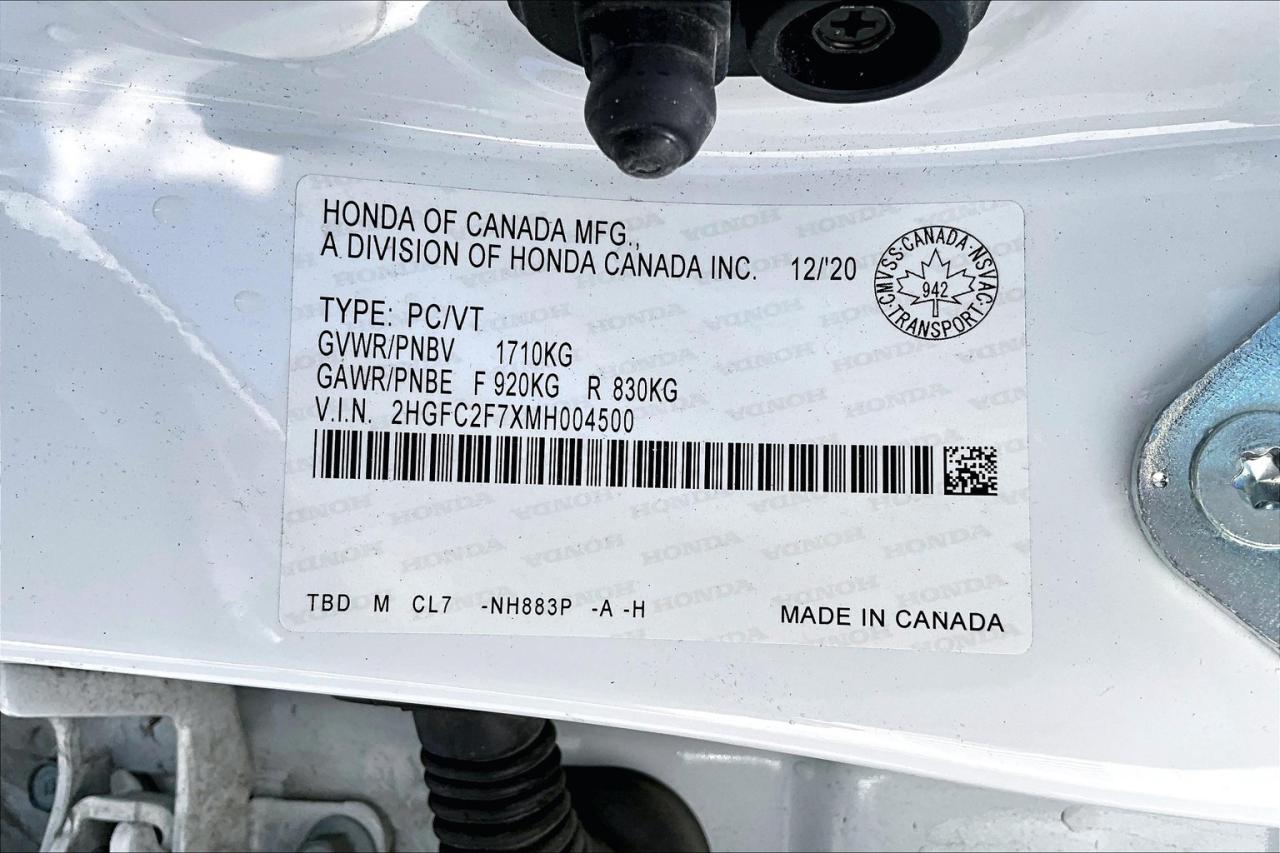 HONDA OF CANADA MFG.,
A DIVISION OF HONDA CANADA INC. 12/'20
CMVSS·CANADA·NSVAC·TRANSPORT·
942
TYPE: PC/VT
GVWR/PNBV 1710KG
GAWR/PNBE F 920KG R 830KG
V.I.N. 2HGFC2F7XMH004500
TBD M CL7 -NH883P -A -H
MADE IN CANADA